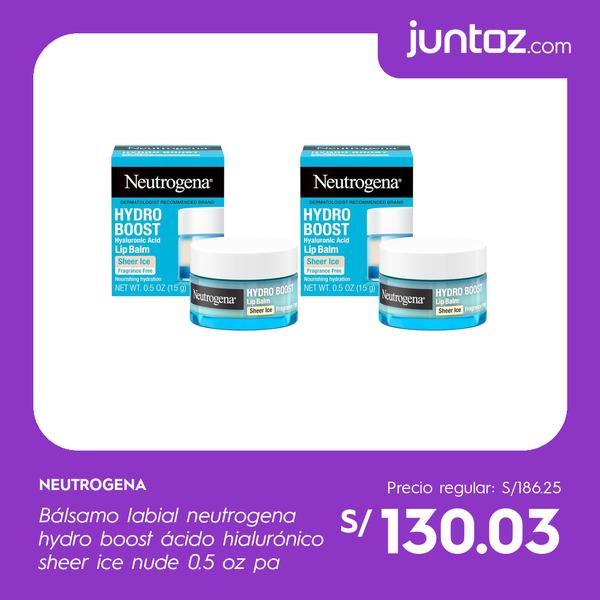 juntoz.com
Neutrogena®
DERMATOLOGIST RECOMMENDED BRAND
HYDRO
BOOST
Hyaluronic Acid
Lip Balm
Sheer Ice
Fragrance Free
Nourishing hydration
NET WT. 0.5 OZ (15 g)
Neutrogena®
HYDRO BOOST
Lip Balm
Sheer Ice
Fragrance Free
Neutrogena®
DERMATOLOGIST RECOMMENDED BRAND
HYDRO
BOOST
Hyaluronic Acid
Lip Balm
Sheer Ice
Fragrance Free
Nourishing hydration
NET WT. 0.5 OZ (15 g)
Neutrogena®
HYDRO BOOST
Lip Balm
Sheer Ice
Fragrance Free
NEUTROGENA
Bálsamo labial neutrogena
hydro boost ácido hialurónico
sheer ice nude 0.5 oz pa
Precio regular: S/186.25
S/ 130.03